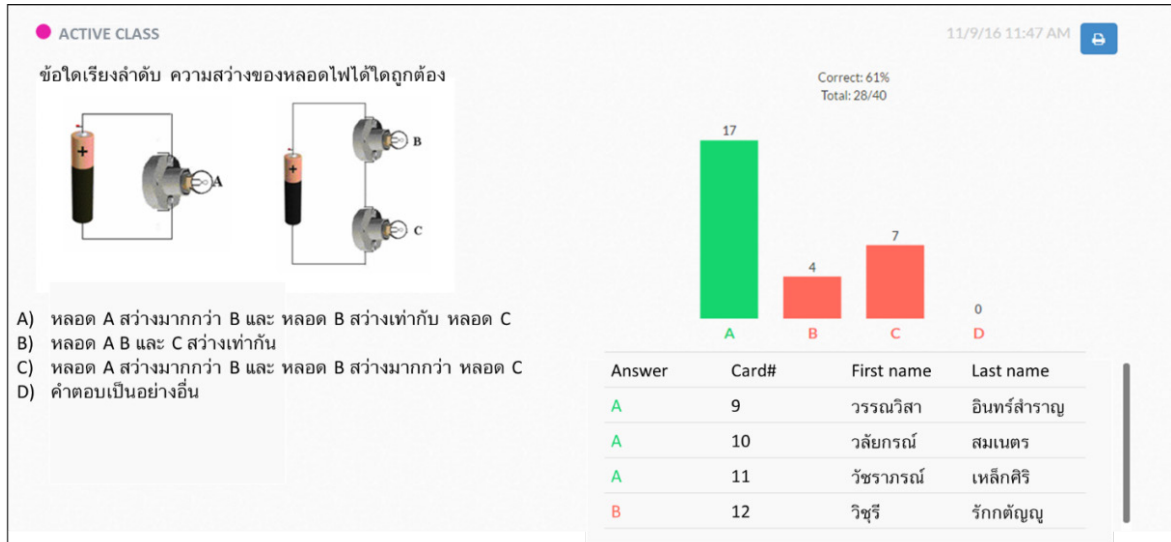 ACTIVE CLASS
11/9/16 11:47 AM
ข้อใดเรียงลำดับ ความสว่างของหลอดไฟได้ใดถูกต้อง
+
A
+
B
C
A) หลอด A สว่างมากกว่า B และ หลอด B สว่างเท่ากับ หลอด C
B) หลอด A B และ C สว่างเท่ากัน
C) หลอด A สว่างมากกว่า B และ หลอด B สว่างมากกว่า หลอด C
D) คำตอบเป็นอย่างอื่น
Correct: 61%
Total: 28/40
17
4
7
0
A B C D
Answer Card# First name Last name
A 9 วรรณวิสา อินทร์สำราญ
A 10 วลัยกรณ์ สมเนตร
A 11 วัชราภรณ์ เหล็กศิริ
B 12 วิชุรี รักกตัญญู